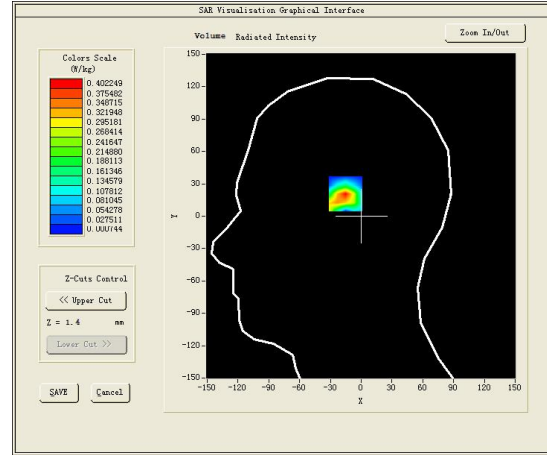 SAR Visualisation Graphical Interface
Volume Radiated Intensity
Zoom In/Out
Colors Scale
(W/kg)
0.402249
0.375482
0.348715
0.321948
0.295181
0.268414
0.241647
0.214880
0.188113
0.161346
0.134579
0.107812
0.081045
0.054278
0.027511
0.000744
Z-Cuts Control
<< Upper Cut
Z = 1.4 mm
Lower Cut >>
SAVE Cancel
150
120
90
60
30
0
-30
-60
-90
-120
-150
Y
-150 -120 -90 -60 -30 0 30 60 90 120 150
X